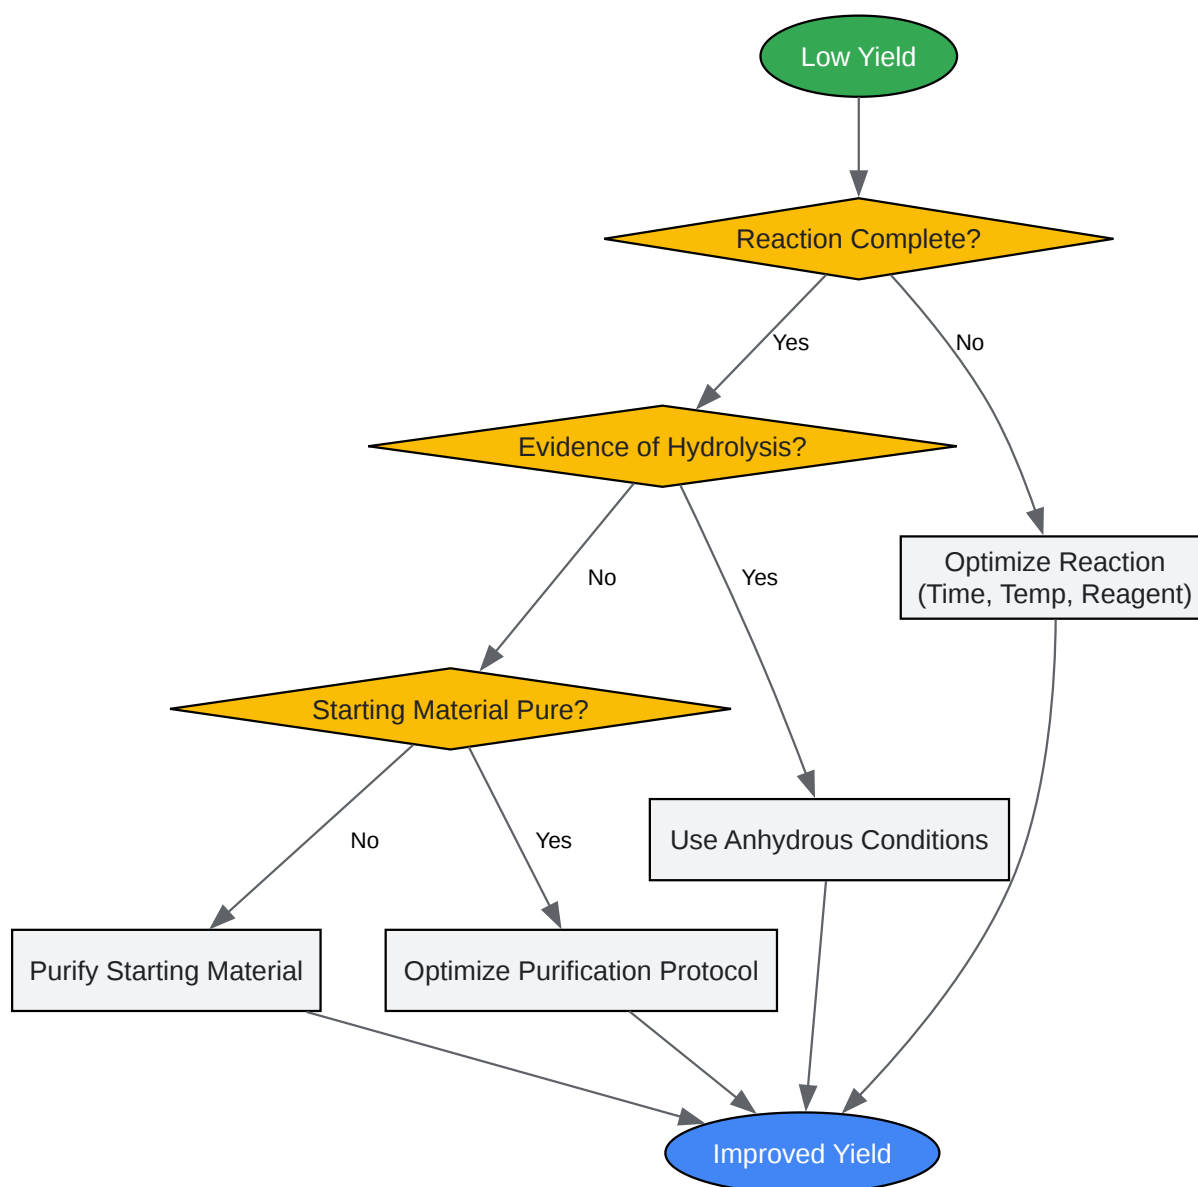 Low Yield
Reaction Complete?
Yes
No
Evidence of Hydrolysis?
No
Yes
Optimize Reaction
(Time, Temp, Reagent)
Starting Material Pure?
No
Yes
Use Anhydrous Conditions
Purify Starting Material
Optimize Purification Protocol
Improved Yield